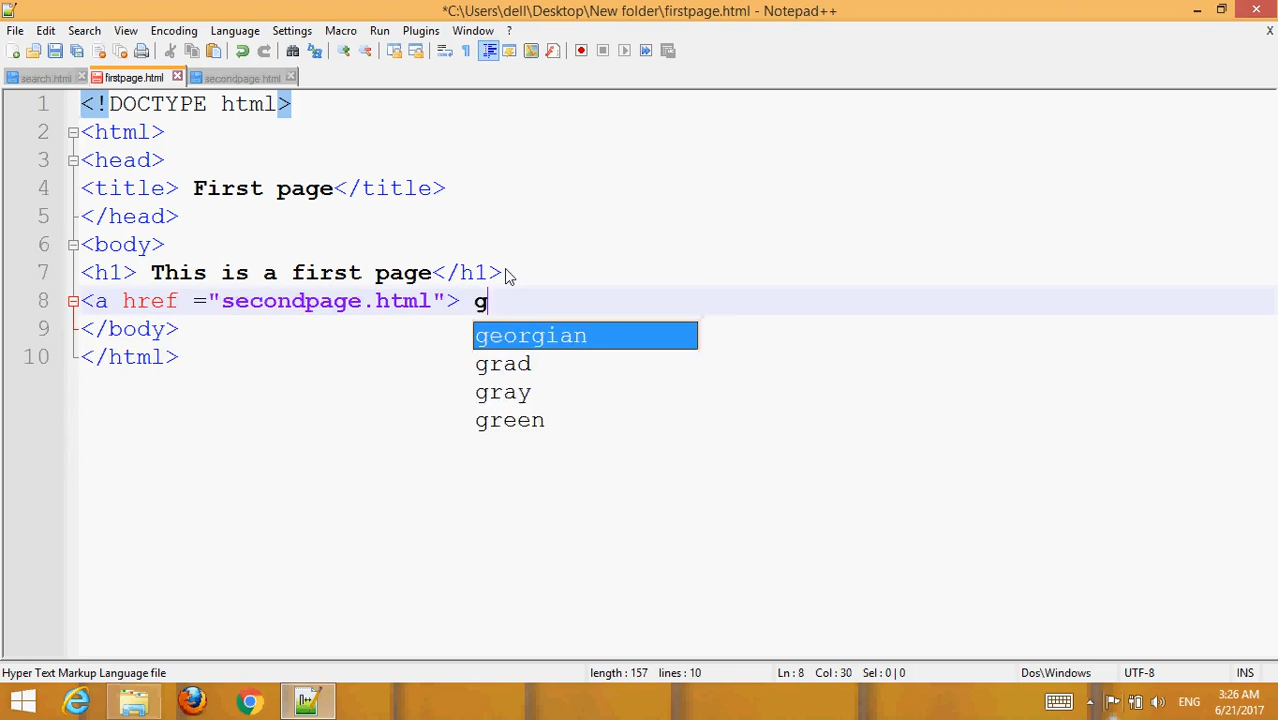 *C:\Users\dell\Desktop\New folder\firstpage.html - Notepad++
File Edit Search View Encoding Language Settings Macro Run Plugins Window ? X
search.html firstpage.html secondpage.html
1 <!DOCTYPE html>
2 <html>
3 <head>
4 <title> First page</title>
5 </head>
6 <body>
7 <h1> This is a first page</h1>
8 <a href ="secondpage.html"> g
georgian
9 </body>
grad
10 </html>
gray
green
Hyper Text Markup Language file length : 157 lines : 10 Ln : 8 Col : 30 Sel : 0 | 0 Dos\Windows UTF-8 INS
ENG 3:26 AM
6/21/2017